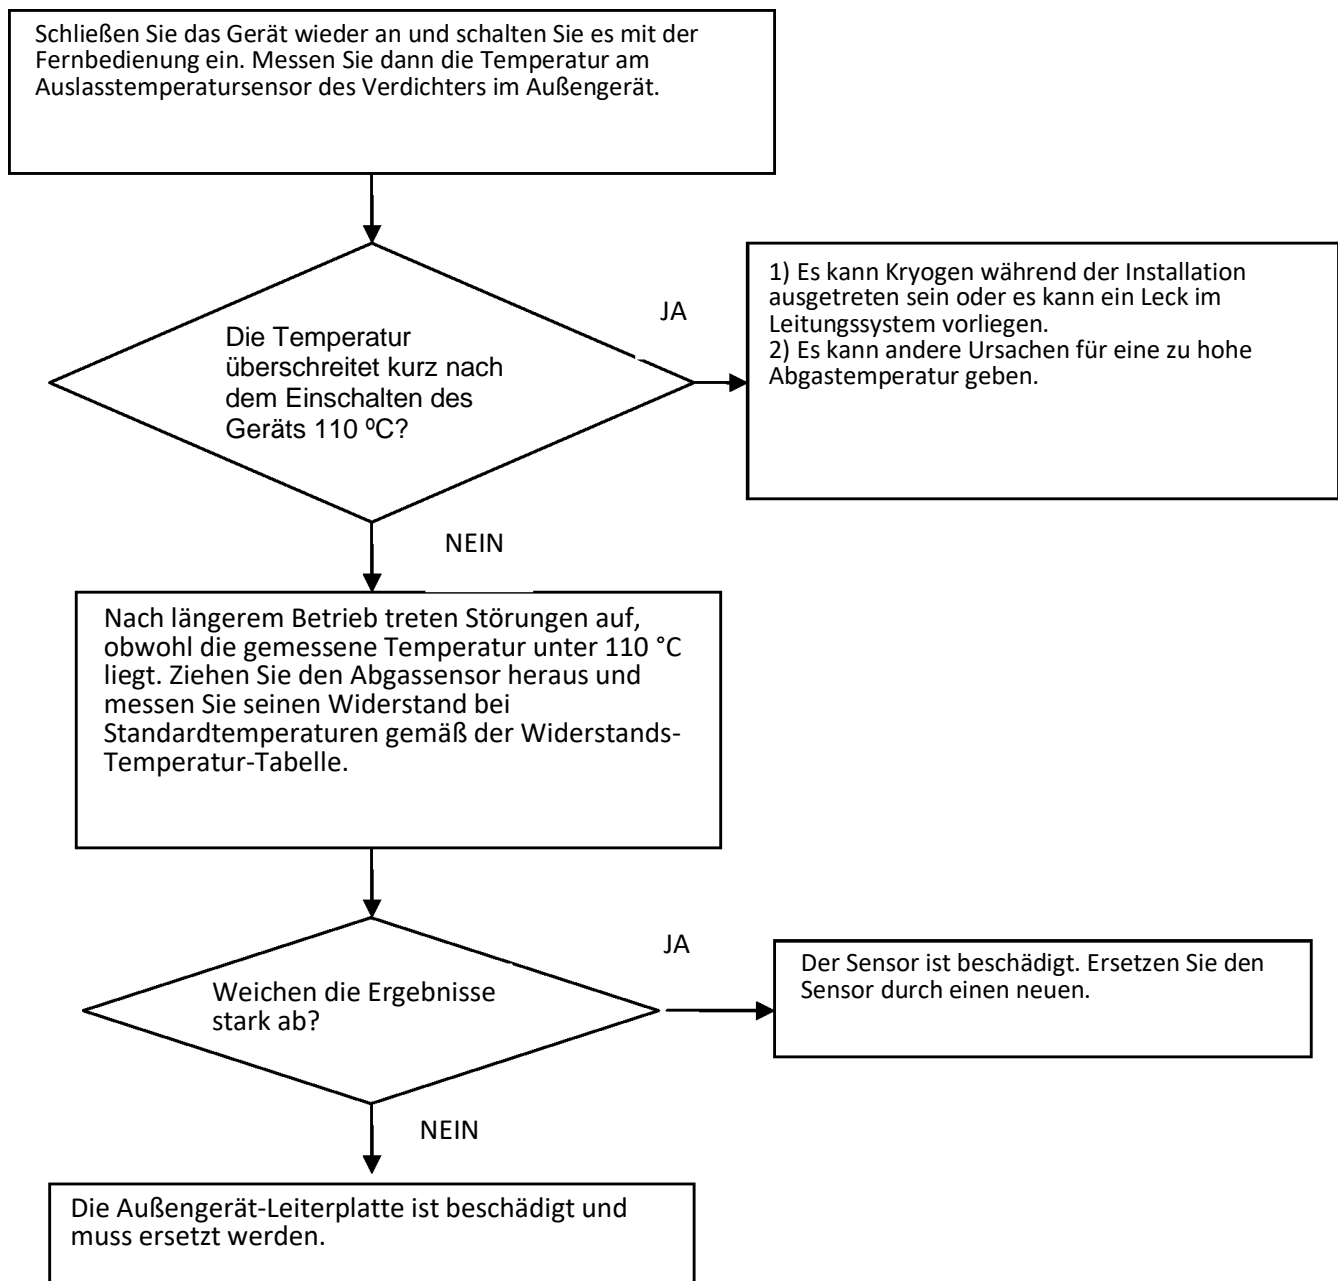 Schließen Sie das Gerät wieder an und schalten Sie es mit der
Fernbedienung ein. Messen Sie dann die Temperatur am
Auslasstemperatursensor des Verdichters im Außengerät.
Die Temperatur
überschreitet kurz nach
dem Einschalten des
Geräts 110 ºC?
JA
1) Es kann Kryogen während der Installation
ausgetreten sein oder es kann ein Leck im
Leitungssystem vorliegen.
2) Es kann andere Ursachen für eine zu hohe
Abgastemperatur geben.
NEIN
Nach längerem Betrieb treten Störungen auf,
obwohl die gemessene Temperatur unter 110 °C
liegt. Ziehen Sie den Abgassensor heraus und
messen Sie seinen Widerstand bei
Standardtemperaturen gemäß der Widerstands-
Temperatur-Tabelle.
Weichen die Ergebnisse
stark ab?
JA
Der Sensor ist beschädigt. Ersetzen Sie den
Sensor durch einen neuen.
NEIN
Die Außengerät-Leiterplatte ist beschädigt und
muss ersetzt werden.